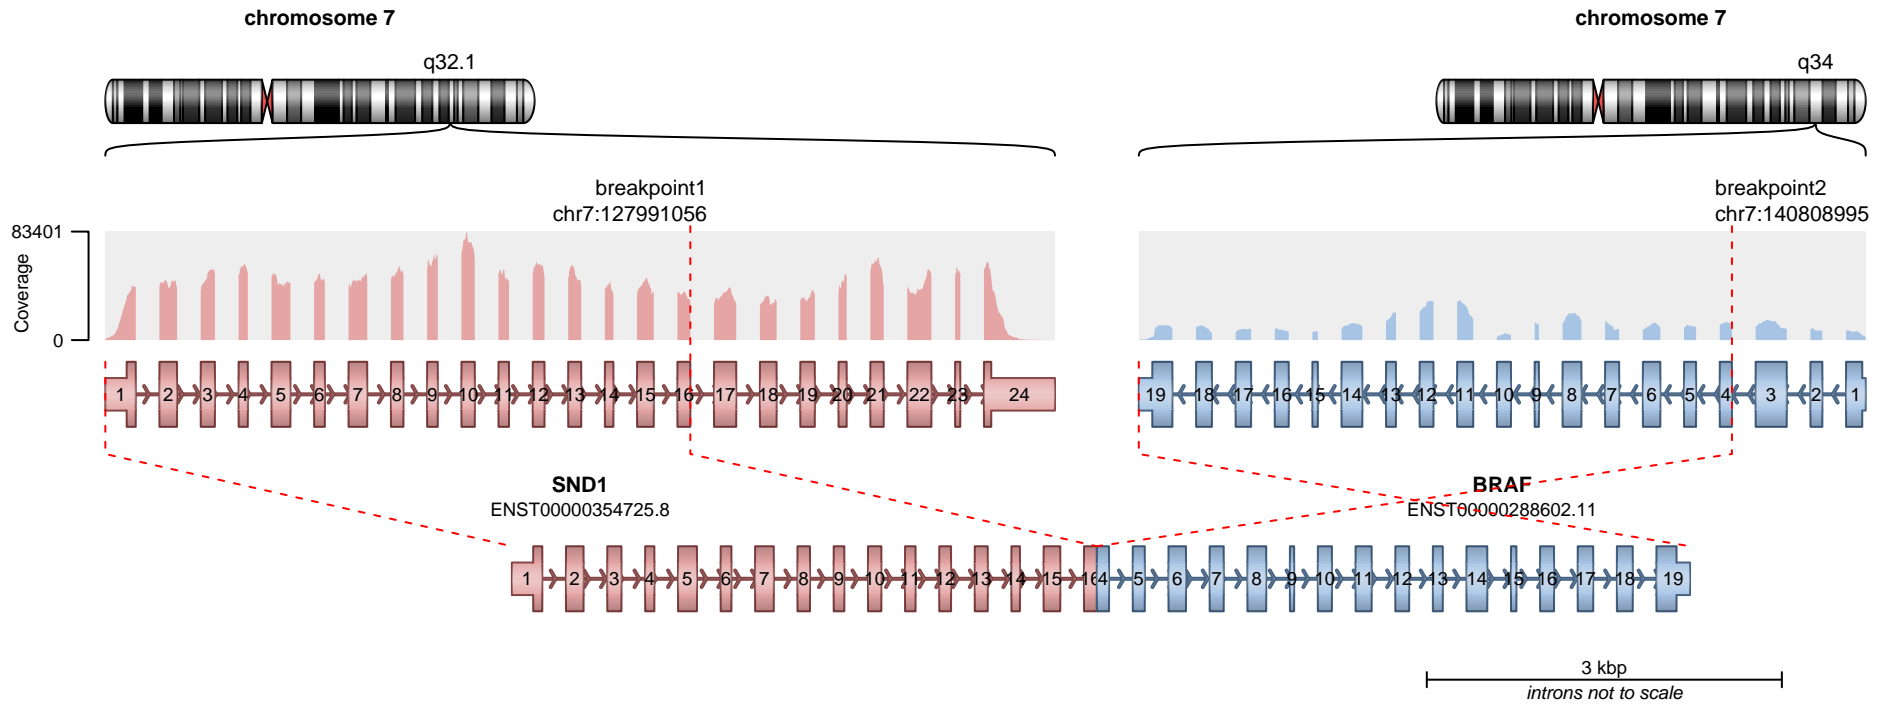 chromosome 7
chromosome 7
q32.1
q34
breakpoint1
chr7:127991056
breakpoint2
chr7:140808995
83401
Coverage
0
1 2 3 4 5 6 7 8 9 10 11 12 13 14 15 16 17 18 19 20 21 22 23 24
19 18 17 16 15 14 13 12 11 10 9 8 7 6 5 4 3 2 1
SND1
ENST00000354725.8
BRAF
ENST00000288602.11
1 2 3 4 5 6 7 8 9 10 11 12 13 14 15 16 4 5 6 7 8 9 10 11 12 13 14 15 16 17 18 19
3 kbp
introns not to scale